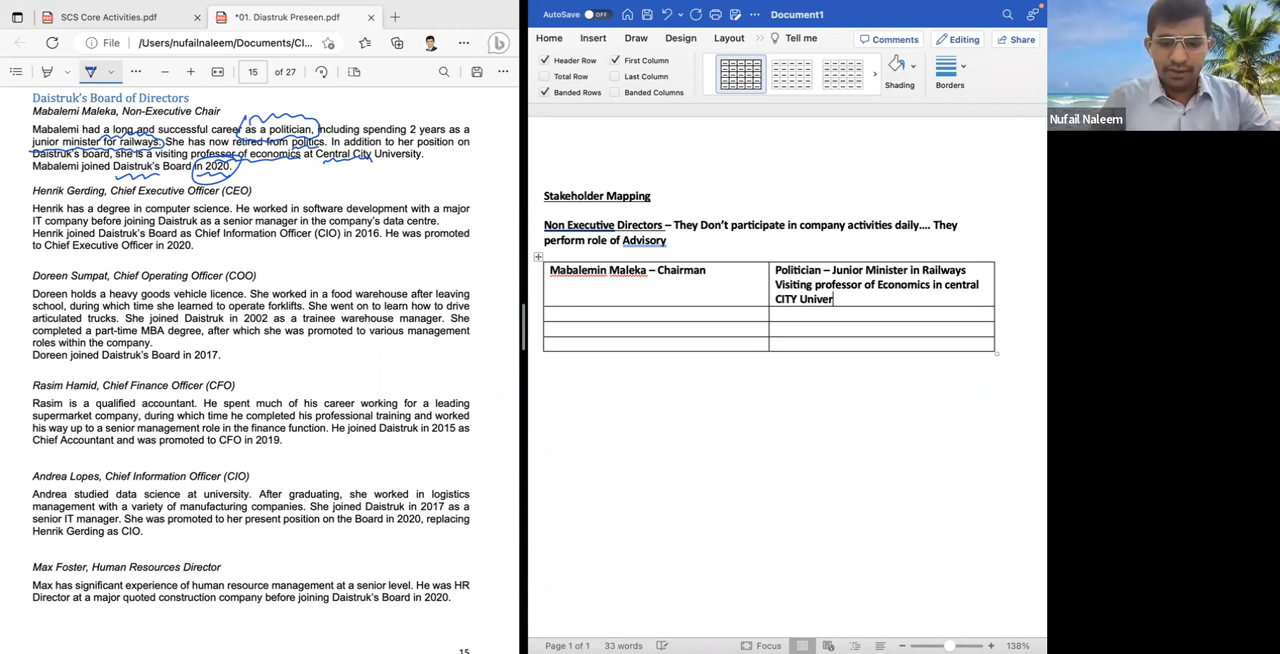 SCS Core Activities.pdf
*01. Diastruk Preseen.pdf
File
/Users/nufailnaleem/Documents/CI...
15 of 27
Daistruk's Board of Directors
Mabalemi Maleka, Non-Executive Chair
Mabalemi had a long and successful career as a politician, including spending 2 years as a
junior minister for railways. She has now retired from politics. In addition to her position on
Daistruk's board, she is a visiting professor of economics at Central City University.
Mabalemi joined Daistruk's Board in 2020.
Henrik Gerding, Chief Executive Officer (CEO)
Henrik has a degree in computer science. He worked in software development with a major
IT company before joining Daistruk as a senior manager in the company's data centre.
Henrik joined Daistruk's Board as Chief Information Officer (CIO) in 2016. He was promoted
to Chief Executive Officer in 2020.
Doreen Sumpat, Chief Operating Officer (COO)
Doreen holds a heavy goods vehicle licence. She worked in a food warehouse after leaving
school, during which time she learned to operate forklifts. She went on to learn how to drive
articulated trucks. She joined Daistruk in 2002 as a trainee warehouse manager. She
completed a part-time MBA degree, after which she was promoted to various management
roles within the company.
Doreen joined Daistruk's Board in 2017.
Rasim Hamid, Chief Finance Officer (CFO)
Rasim is a qualified accountant. He spent much of his career working for a leading
supermarket company, during which time he completed his professional training and worked
his way up to a senior management role in the finance function. He joined Daistruk in 2015 as
Chief Accountant and was promoted to CFO in 2019.
Andrea Lopes, Chief Information Officer (CIO)
Andrea studied data science at university. After graduating, she worked in logistics
management with a variety of manufacturing companies. She joined Daistruk in 2017 as a
senior IT manager. She was promoted to her present position on the Board in 2020, replacing
Henrik Gerding as CIO.
Max Foster, Human Resources Director
Max has significant experience of human resource management at a senior level. He was HR
Director at a major quoted construction company before joining Daistruk's Board in 2020.
15
AutoSave OFF
Document1
Home Insert Draw Design Layout Tell me
Comments Editing Share
Header Row First Column
Total Row Last Column
Banded Rows Banded Columns
Shading Borders
Stakeholder Mapping
Non Executive Directors – They Don't participate in company activities daily.... They
perform role of Advisory
Mabalemin Maleka – Chairman
Politician – Junior Minister in Railways
Visiting professor of Economics in central
CITY Univer
Page 1 of 1 33 words Focus 138%
Nufail Naleem